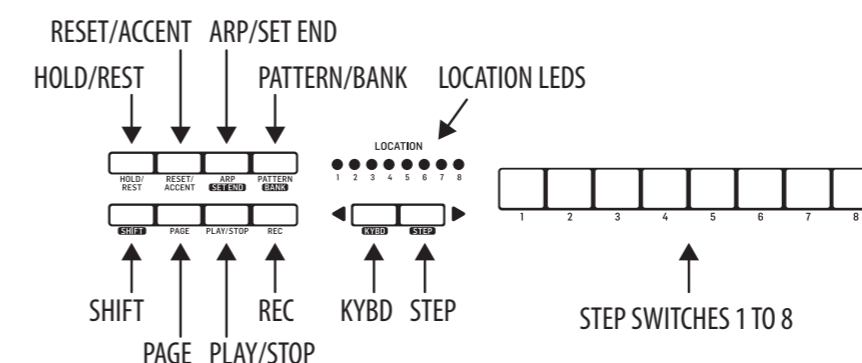 RESET/ACCENT ARP/SET END
HOLD/REST PATTERN/BANK LOCATION LEDS
LOCATION
1 2 3 4 5 6 7 8
HOLD/ RESET/ ARP PATTERN
REST ACCENT SET END BANK
1 2 3 4 5 6 7 8
SHIFT PAGE PLAY/STOP REC KYBD STEP
SHIFT REC KYBD STEP STEP SWITCHES 1 TO 8
PAGE PLAY/STOP